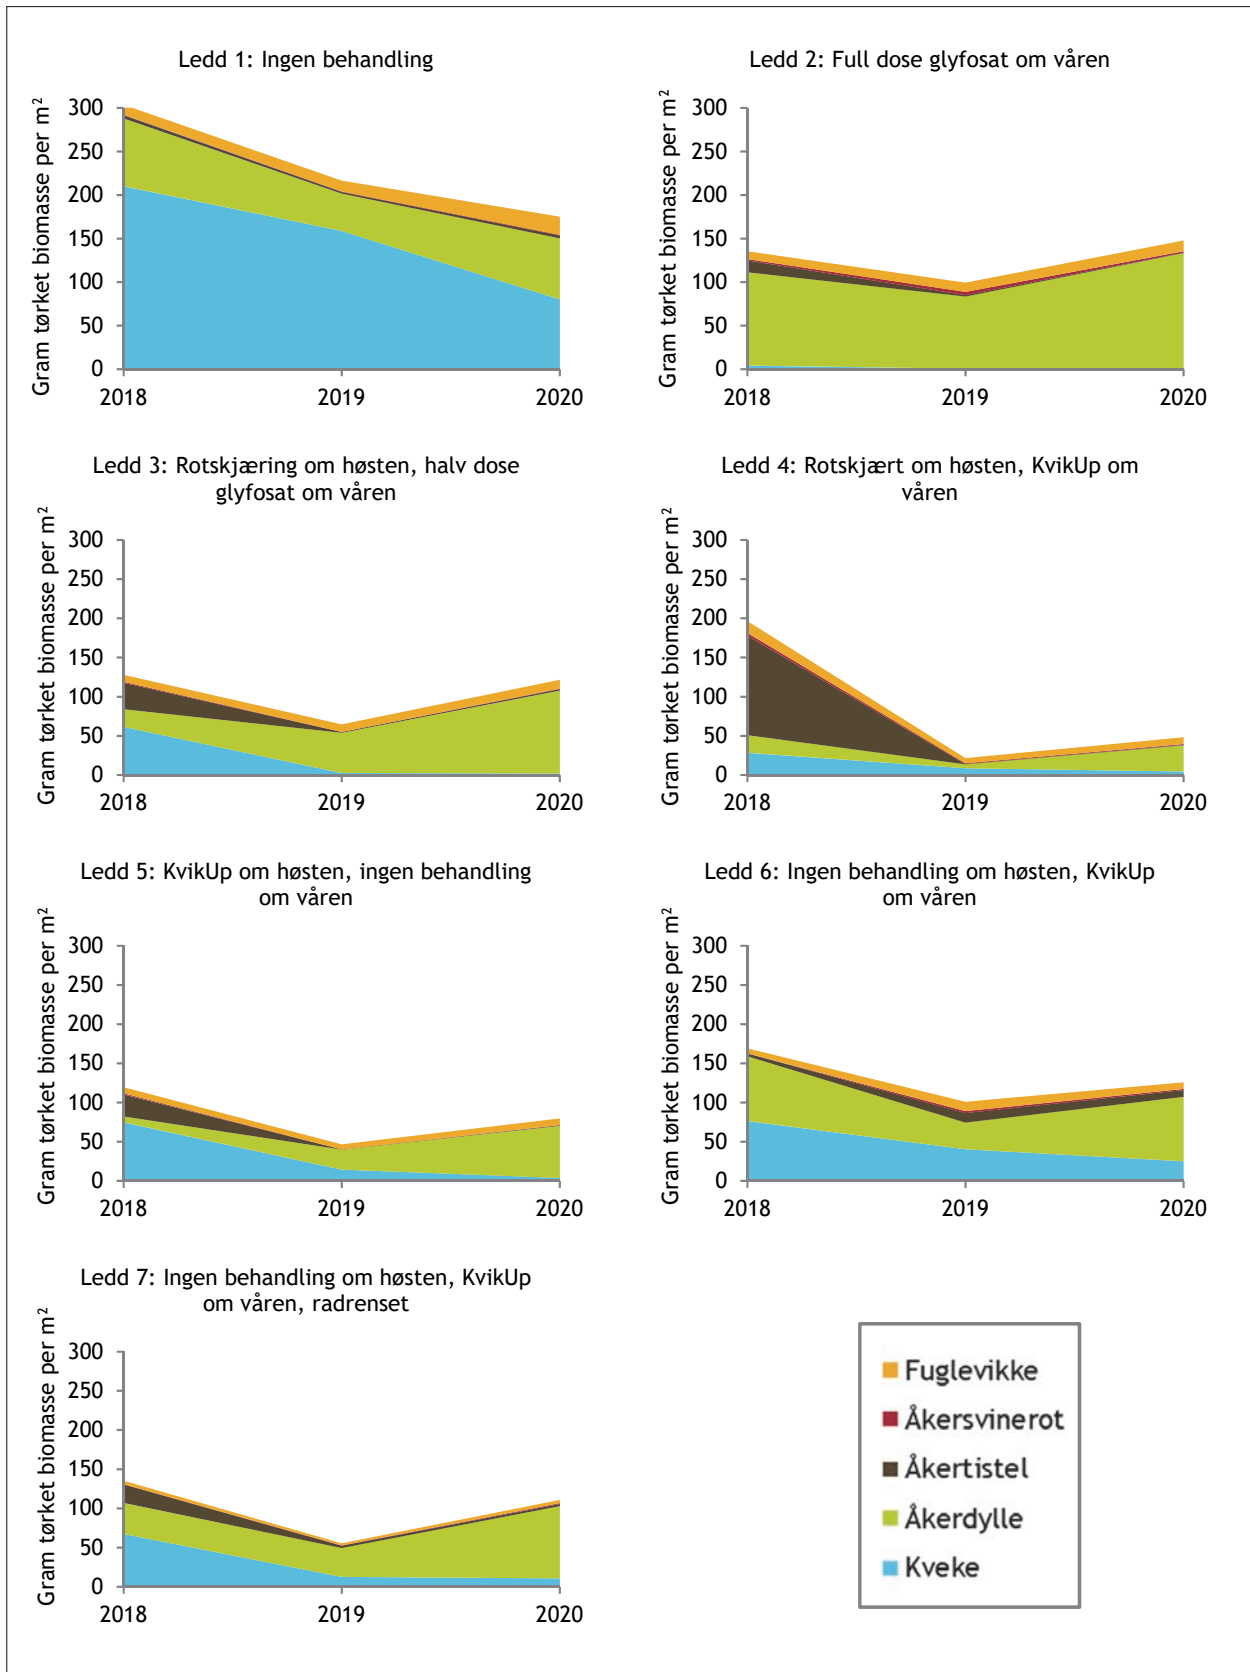 Ledd 1: Ingen behandling
Gram tørket biomasse per m²
300
250
200
150
100
50
0
2018 2019 2020
Ledd 2: Full dose glyfosat om våren
Gram tørket biomasse per m²
300
250
200
150
100
50
0
2018 2019 2020
Ledd 3: Rotskjæring om høsten, halv dose
glyfosat om våren
Gram tørket biomasse per m²
300
250
200
150
100
50
0
2018 2019 2020
Ledd 4: Rotskjært om høsten, KvikUp om
våren
Gram tørket biomasse per m²
300
250
200
150
100
50
0
2018 2019 2020
Ledd 5: KvikUp om høsten, ingen behandling
om våren
Gram tørket biomasse per m²
300
250
200
150
100
50
0
2018 2019 2020
Ledd 6: Ingen behandling om høsten, KvikUp
om våren
Gram tørket biomasse per m²
300
250
200
150
100
50
0
2018 2019 2020
Ledd 7: Ingen behandling om høsten, KvikUp
om våren, radrenset
Gram tørket biomasse per m²
300
250
200
150
100
50
0
2018 2019 2020
Fuglevikke
Åkersvinerot
Åkertistel
Åkerdylle
Kveke